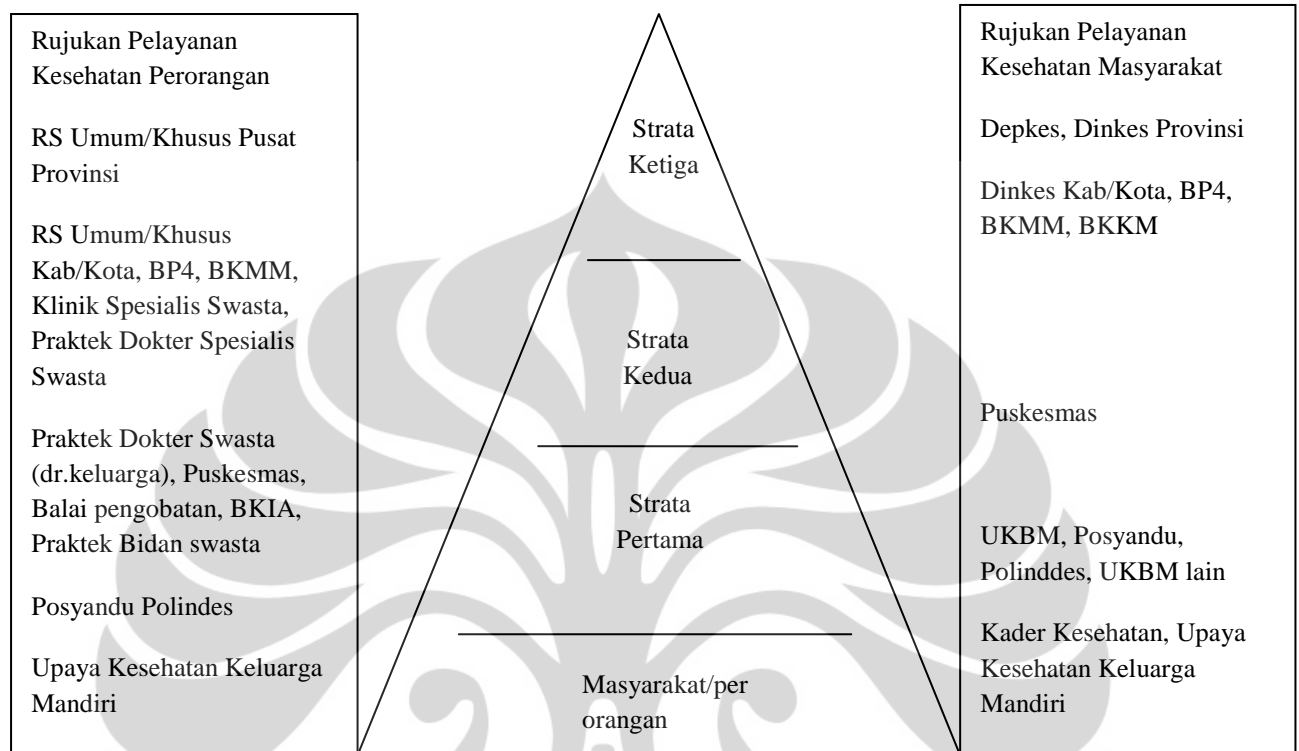 Rujukan Pelayanan
Kesehatan Perorangan
RS Umum/Khusus Pusat
Provinsi
RS Umum/Khusus
Kab/Kota, BP4, BKMM,
Klinik Spesialis Swasta,
Praktek Dokter Spesialis
Swasta
Praktek Dokter Swasta
(dr.keluarga), Puskesmas,
Balai pengobatan, BKIA,
Praktek Bidan swasta
Posyandu Polindes
Upaya Kesehatan Keluarga
Mandiri
Strata
Ketiga
Strata
Kedua
Strata
Pertama
Masyarakat/per
orangan
Rujukan Pelayanan
Kesehatan Masyarakat
Depkes, Dinkes Provinsi
Dinkes Kab/Kota, BP4,
BKMM, BKKM
Puskesmas
UKBM, Posyandu,
Polinddes, UKBM lain
Kader Kesehatan, Upaya
Kesehatan Keluarga
Mandiri